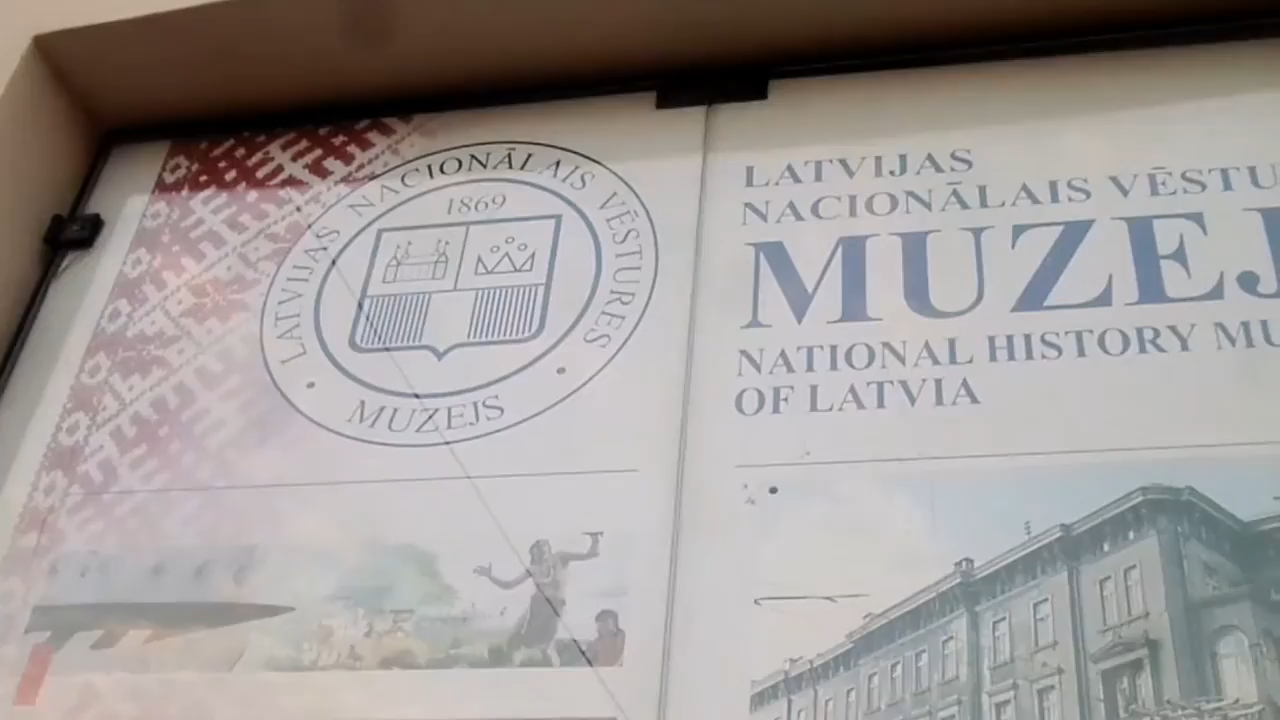 LATVIJAS NACIONĀLAIS VĒSTURES
1869
MUZEJS
LATVIJAS
NACIONĀLAIS VĒSTU
MUZEJ
NATIONAL HISTORY MU
OF LATVIA